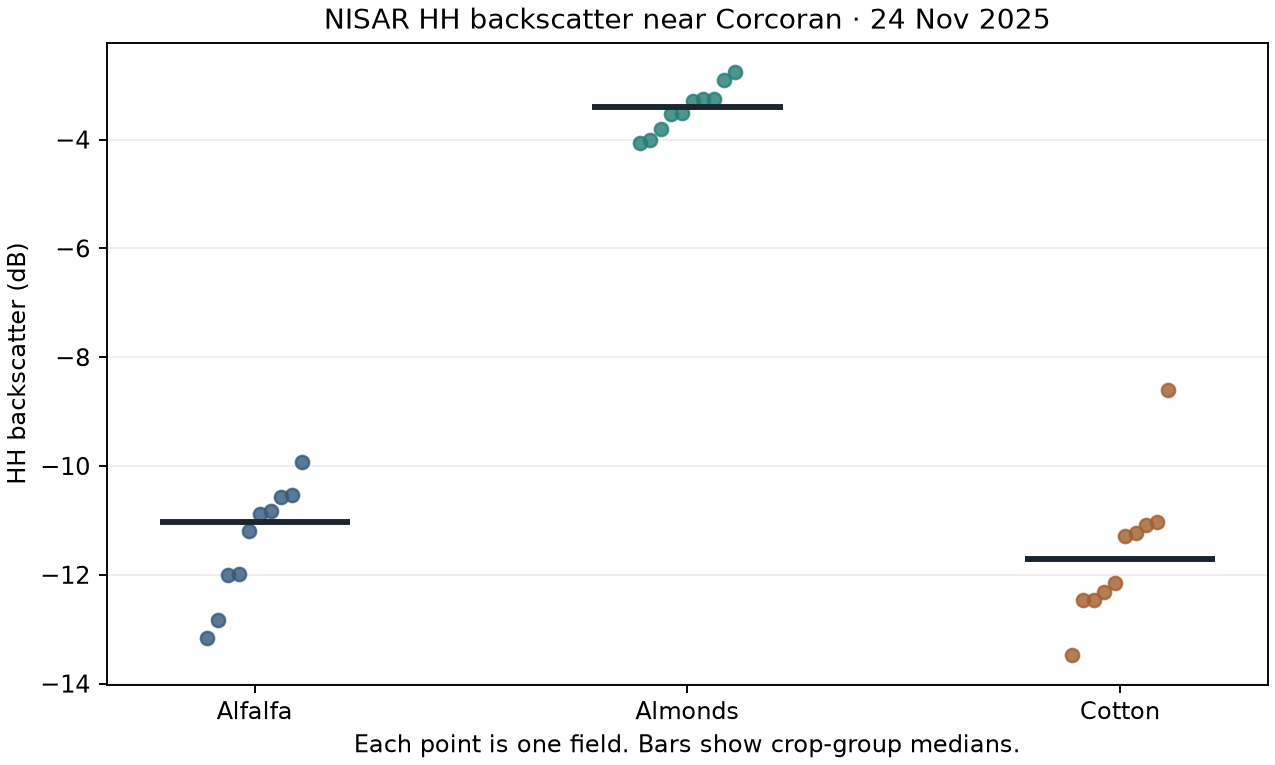 NISAR HH backscatter near Corcoran · 24 Nov 2025
HH backscatter (dB)
−4
−6
−8
−10
−12
−14
Alfalfa
Almonds
Cotton
Each point is one field. Bars show crop-group medians.